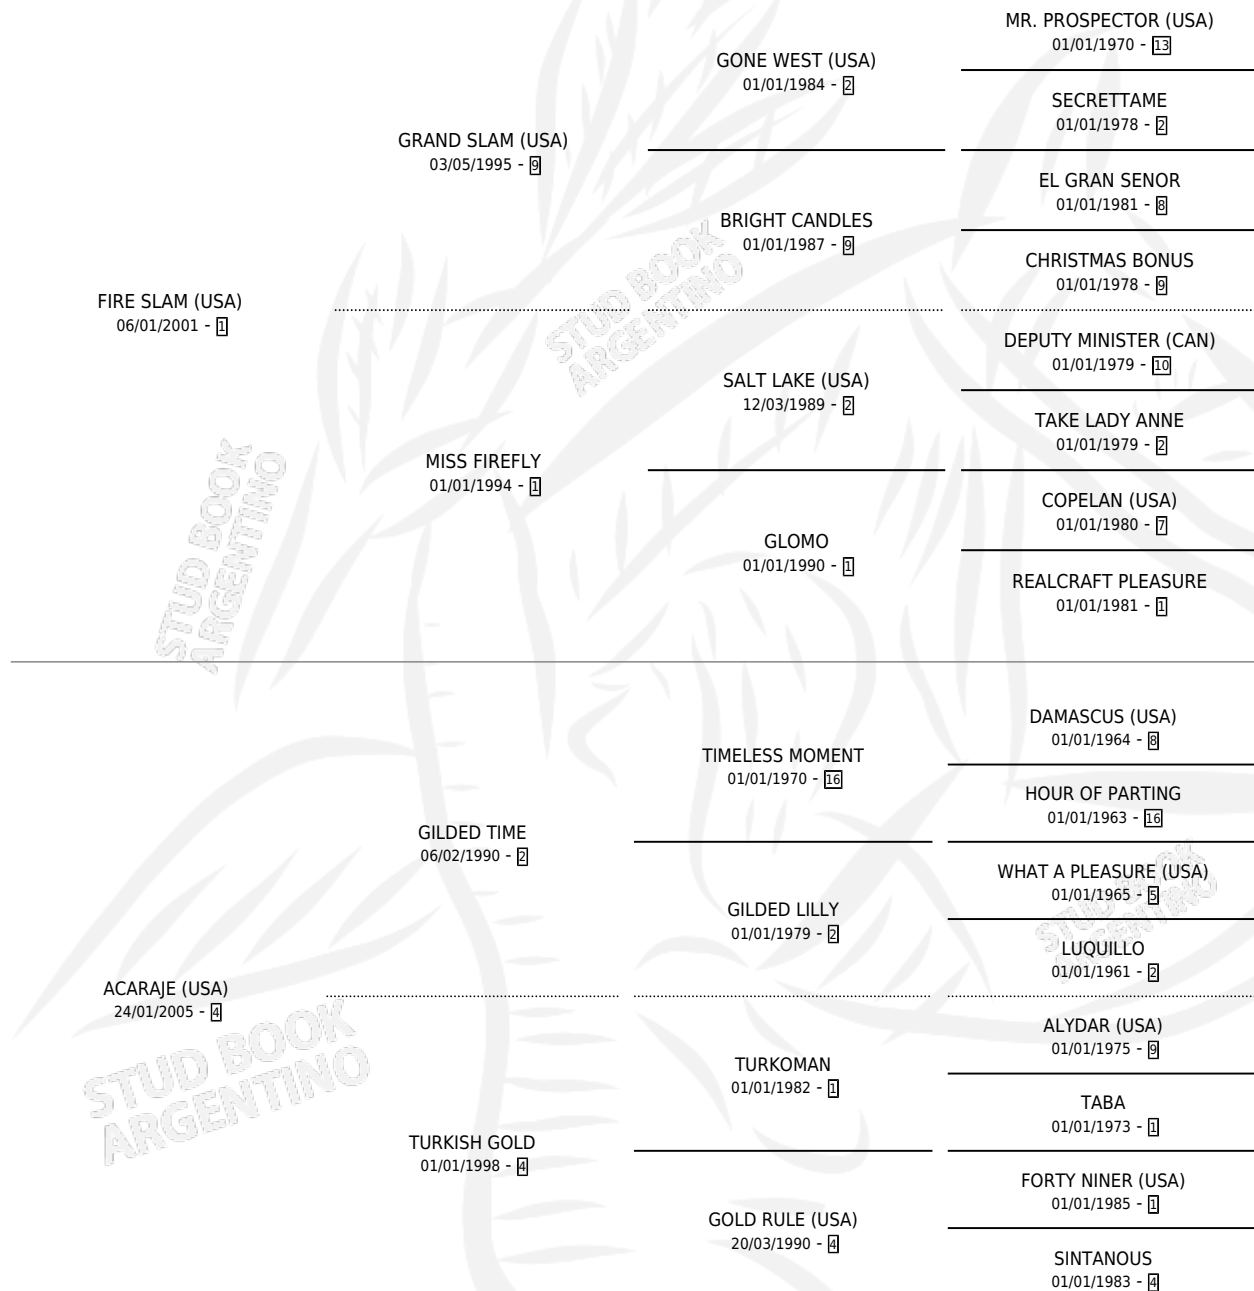 MR. PROSPECTOR (USA)
01/01/1970 - 13
GONE WEST (USA)
01/01/1984 - 2
SECRETTAME
01/01/1978 - 2
GRAND SLAM (USA)
03/05/1995 - 9
EL GRAN SENOR
01/01/1981 - 8
BRIGHT CANDLES
01/01/1987 - 9
CHRISTMAS BONUS
01/01/1978 - 9
FIRE SLAM (USA)
06/01/2001 - 1
DEPUTY MINISTER (CAN)
01/01/1979 - 10
SALT LAKE (USA)
12/03/1989 - 2
TAKE LADY ANNE
01/01/1979 - 2
MISS FIREFLY
01/01/1994 - 1
COPELAN (USA)
01/01/1980 - 7
GLOMO
01/01/1990 - 1
REALCRAFT PLEASURE
01/01/1981 - 1
STUD BOOK
ARGENTINO
STUD BOOK
ARGENTINO
DAMASCUS (USA)
01/01/1964 - 8
TIMELESS MOMENT
01/01/1970 - 16
HOUR OF PARTING
01/01/1963 - 16
GILDED TIME
06/02/1990 - 2
WHAT A PLEASURE (USA)
01/01/1965 - 5
GILDED LILLY
01/01/1979 - 2
LUQUILLO
01/01/1961 - 2
ACARAJE (USA)
24/01/2005 - 4
ALYDAR (USA)
01/01/1975 - 9
TURKOMAN
01/01/1982 - 1
TABA
01/01/1973 - 1
TURKISH GOLD
01/01/1998 - 4
FORTY NINER (USA)
01/01/1985 - 1
GOLD RULE (USA)
20/03/1990 - 4
SINTANOUS
01/01/1983 - 4
STUD BOOK
ARGENTINO
STUD BOOK
ARGENTINO